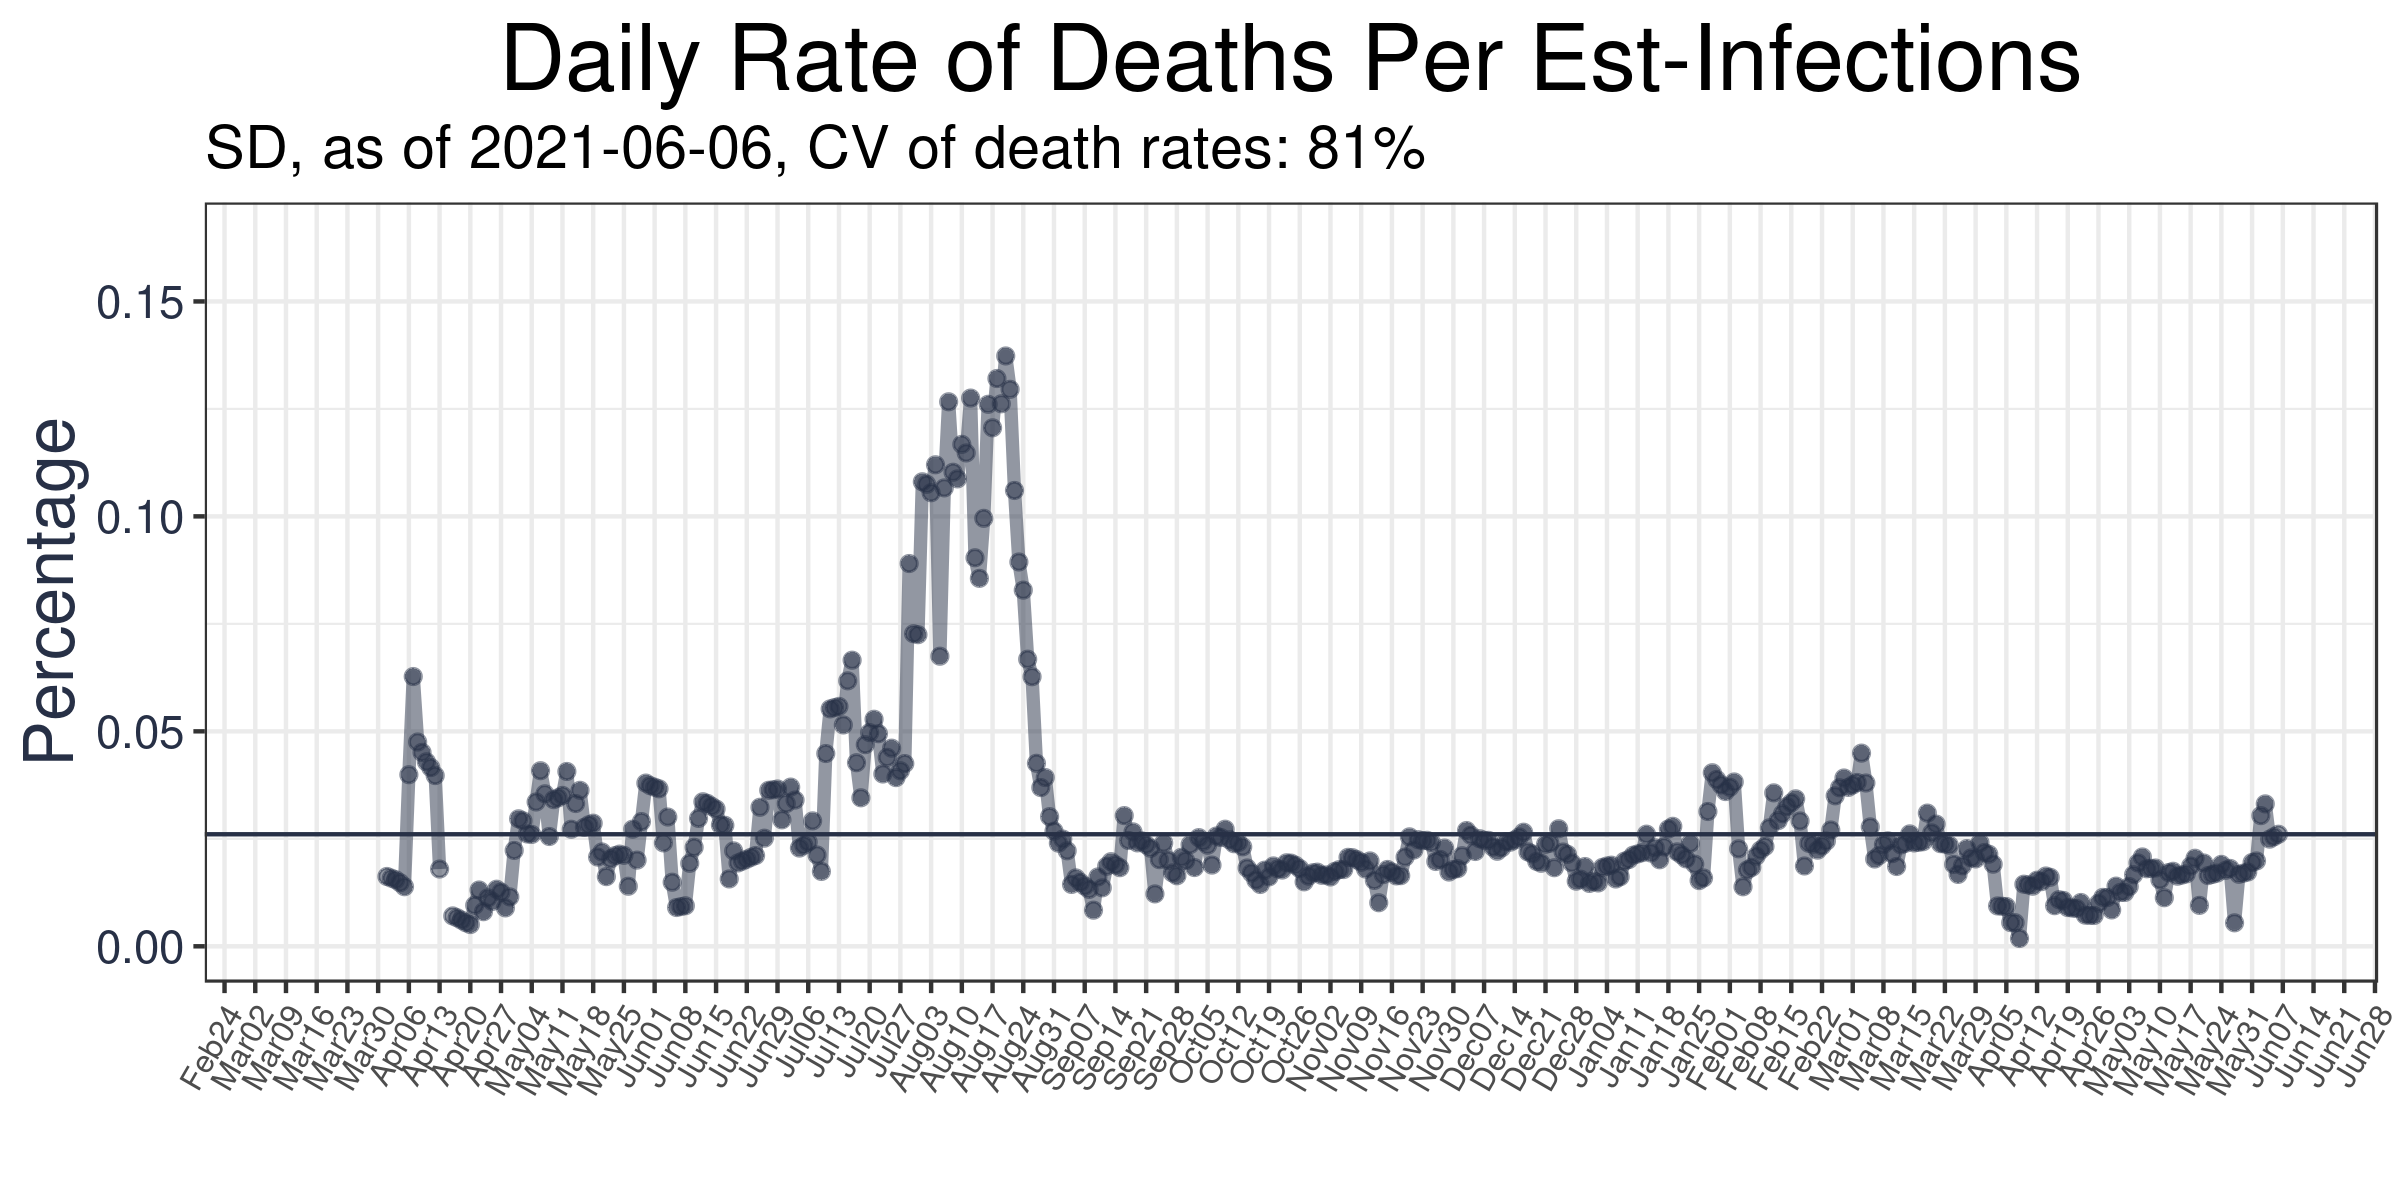 Daily Rate of Deaths Per Est-Infections
SD, as of 2021-06-06, CV of death rates: 81%
Percentage
0.15
0.10
0.05
0.00
Feb24
Mar02
Mar09
Mar16
Mar23
Mar30
Apr06
Apr13
Apr20
Apr27
May04
May11
May18
May25
Jun01
Jun08
Jun15
Jun22
Jun29
Jul06
Jul13
Jul20
Jul27
Aug03
Aug10
Aug17
Aug24
Aug31
Sep07
Sep14
Sep21
Sep28
Oct05
Oct12
Oct19
Oct26
Nov02
Nov09
Nov16
Nov23
Nov30
Dec07
Dec14
Dec21
Dec28
Jan04
Jan11
Jan18
Jan25
Feb01
Feb08
Feb15
Feb22
Mar01
Mar08
Mar15
Mar22
Mar29
Apr05
Apr12
Apr19
Apr26
May03
May10
May17
May24
May31
Jun07
Jun14
Jun21
Jun28